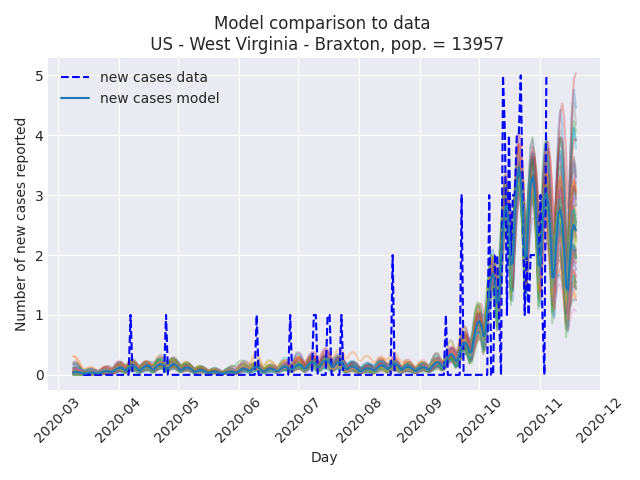 Model comparison to data
US - West Virginia - Braxton, pop. = 13957
new cases data
new cases model
Number of new cases reported
5
4
3
2
1
0
2020-03
2020-04
2020-05
2020-06
2020-07
2020-08
2020-09
2020-10
2020-11
2020-12
Day